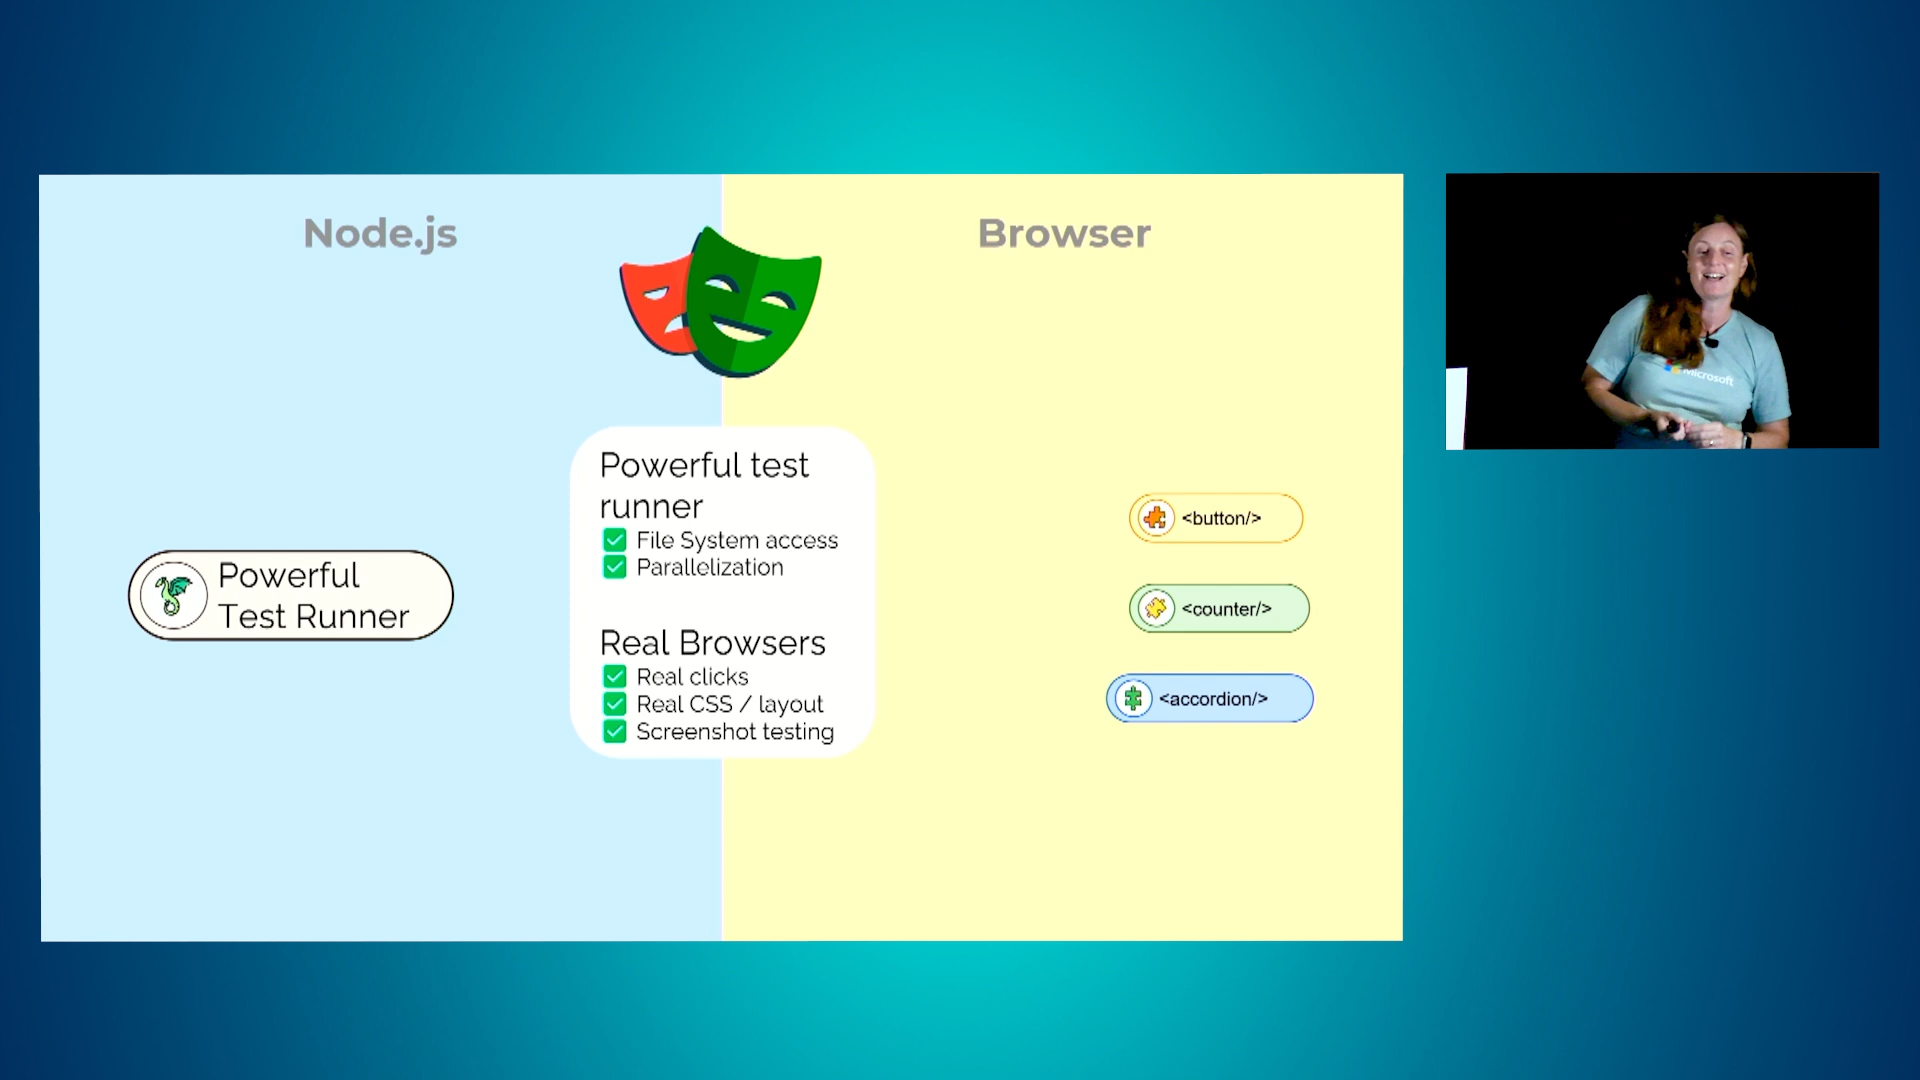 Node.js
Browser
Powerful
Test Runner
Powerful test
runner
File System access
Parallelization
Real Browsers
Real clicks
Real CSS / layout
Screenshot testing
<button/>
<counter/>
<accordion/>
Microsoft